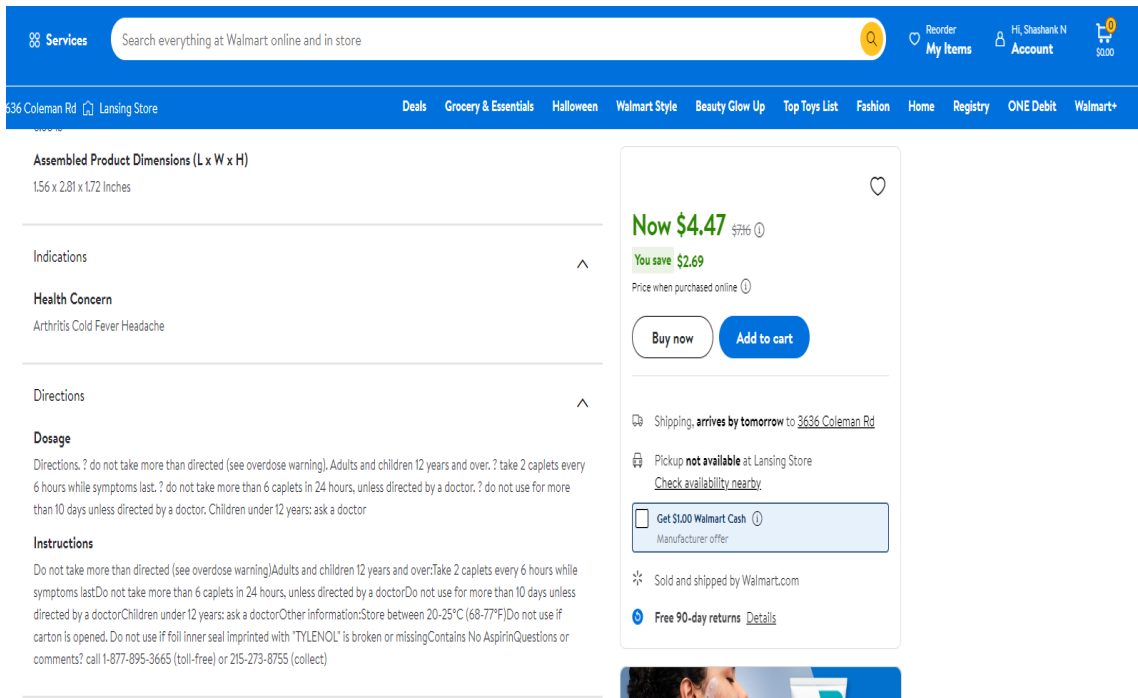 Services
Search everything at Walmart online and in store
Reorder
My Items
Hi, Shashank N
Account
0
$0.00
3636 Coleman Rd Lansing Store
Deals Grocery & Essentials Halloween Walmart Style Beauty Glow Up Top Toys List Fashion Home Registry ONE Debit Walmart+
Assembled Product Dimensions (L x W x H)
1.56 x 2.81 x 1.72 Inches
Indications
Health Concern
Arthritis Cold Fever Headache
Directions
Dosage
Directions. ? do not take more than directed (see overdose warning). Adults and children 12 years and over. ? take 2 caplets every
6 hours while symptoms last. ? do not take more than 6 caplets in 24 hours, unless directed by a doctor. ? do not use for more
than 10 days unless directed by a doctor. Children under 12 years: ask a doctor
Instructions
Do not take more than directed (see overdose warning)Adults and children 12 years and over:Take 2 caplets every 6 hours while
symptoms lastDo not take more than 6 caplets in 24 hours, unless directed by a doctorDo not use for more than 10 days unless
directed by a doctorChildren under 12 years: ask a doctorOther information:Store between 20-25°C (68-77°F)Do not use if
carton is opened. Do not use if foil inner seal imprinted with "TYLENOL" is broken or missingContains No AspirinQuestions or
comments? call 1-877-895-3665 (toll-free) or 215-273-8755 (collect)
Now $4.47 $7.16
You save $2.69
Price when purchased online
Buy now
Add to cart
Shipping, arrives by tomorrow to 3636 Coleman Rd
Pickup not available at Lansing Store
Check availability nearby
Get $1.00 Walmart Cash
Manufacturer offer
Sold and shipped by Walmart.com
Free 90-day returns Details